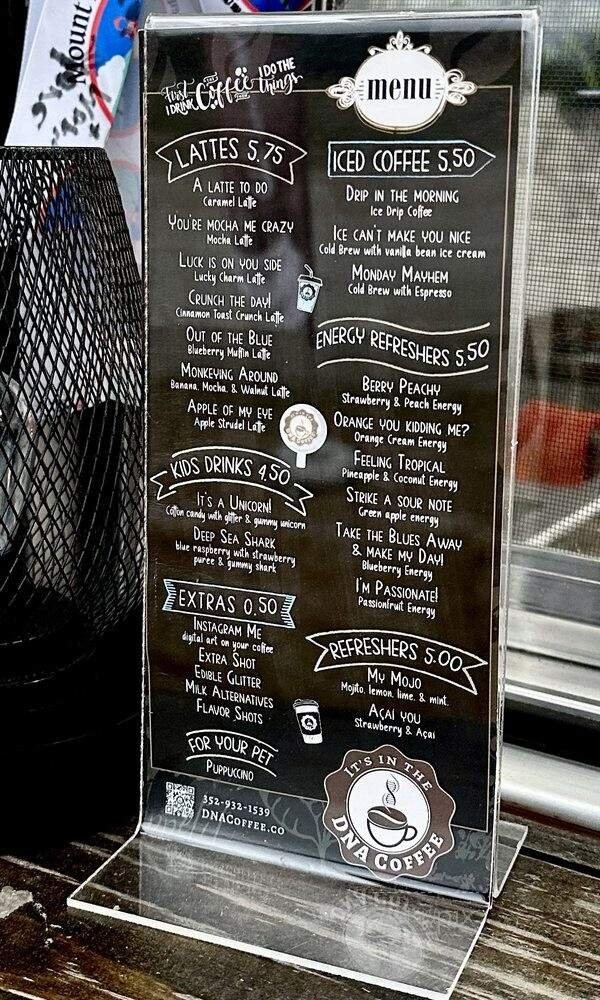 Mount
First I DRINK THE Coffee THEN I DO THE things
menu
LATTES 5.75
A LATTE TO DO
Caramel Latte
YOU'RE MOCHA ME CRAZY
Mocha Latte
LUCK IS ON YOU SIDE
Lucky Charm Latte
CRUNCH THE DAY!
Cinnamon Toast Crunch Latte
OUT OF THE BLUE
Blueberry Muffin Latte
MONKEYING AROUND
Banana, Mocha, & Walnut Latte
APPLE OF MY EYE
Apple Strudel Latte
KIDS DRINKS 4.50
IT'S A UNICORN!
Cotton candy with glitter & gummy unicorn
DEEP SEA SHARK
blue raspberry with strawberry
puree & gummy shark
EXTRAS 0.50
INSTAGRAM ME
digital art on your coffee
EXTRA SHOT
EDIBLE GLITTER
MILK ALTERNATIVES
FLAVOR SHOTS
FOR YOUR PET
PUPPUCCINO
352-932-1539
DNACOFFEE.CO
ICED COFFEE 5.50
DRIP IN THE MORNING
Ice Drip Coffee
ICE CAN'T MAKE YOU NICE
Cold Brew with vanilla bean ice cream
MONDAY MAYHEM
Cold Brew with Espresso
ENERGY REFRESHERS 5.50
BERRY PEACHY
Strawberry & Peach Energy
ORANGE YOU KIDDING ME?
Orange Cream Energy
FEELING TROPICAL
Pineapple & Coconut Energy
STRIKE A SOUR NOTE
Green apple energy
TAKE THE BLUES AWAY
& MAKE MY DAY!
Blueberry Energy
I'M PASSIONATE!
Passionfruit Energy
REFRESHERS 5.00
MY MOJO
Mojito, lemon, lime, & mint.
AÇAI YOU
Strawberry & Açai
IT'S IN THE
DNA COFFEE